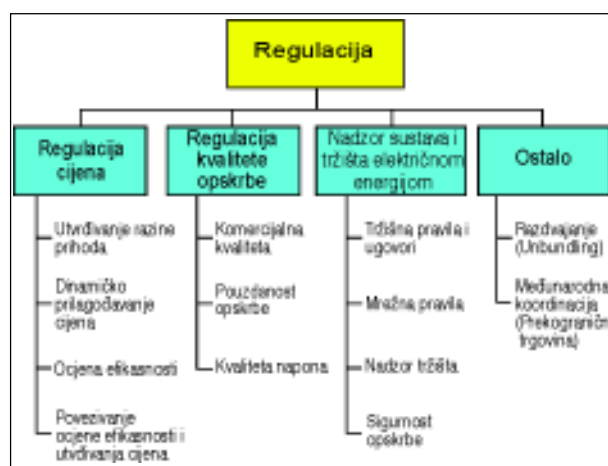 Regulacija
Regulacija
cijena
Utvrđivanje razine
prihoda
Dinamičko
prilagođavanje
cijena
Ocjena efikasnosti
Povezivanje
ocjene efikasnosti i
utvđivanja cijena
Regulacija
kvalitete
opskrbe
Komercijalna
kvaliteta
Pouzdanost
opskrbe
Kvaliteta napona
Nadzor sustava i
tržišta električnom
energijom
Tržišna pravila i
ugovori
Mrežna pravila
Nadzor tržišta
Sigurnost
opskrbe
Ostalo
Razdvajanje
(Unbundling)
Međunarodna
koordinacija
(Prekograničn
trgovina)